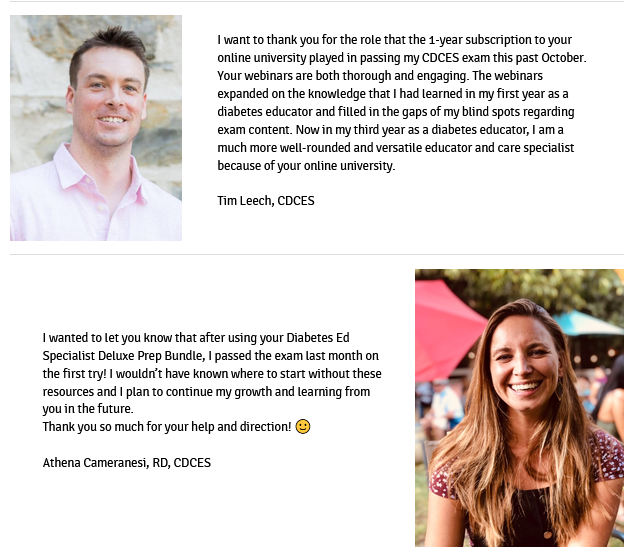 I want to thank you for the role that the 1-year subscription to your
online university played in passing my CDCES exam this past October.
Your webinars are both thorough and engaging. The webinars
expanded on the knowledge that I had learned in my first year as a
diabetes educator and filled in the gaps of my blind spots regarding
exam content. Now in my third year as a diabetes educator, I am a
much more well-rounded and versatile educator and care specialist
because of your online university.
Tim Leech, CDCES
I wanted to let you know that after using your Diabetes Ed
Specialist Deluxe Prep Bundle, I passed the exam last month on
the first try! I wouldn’t have known where to start without these
resources and I plan to continue my growth and learning from
you in the future.
Thank you so much for your help and direction! 🙂
Athena Cameranesi, RD, CDCES